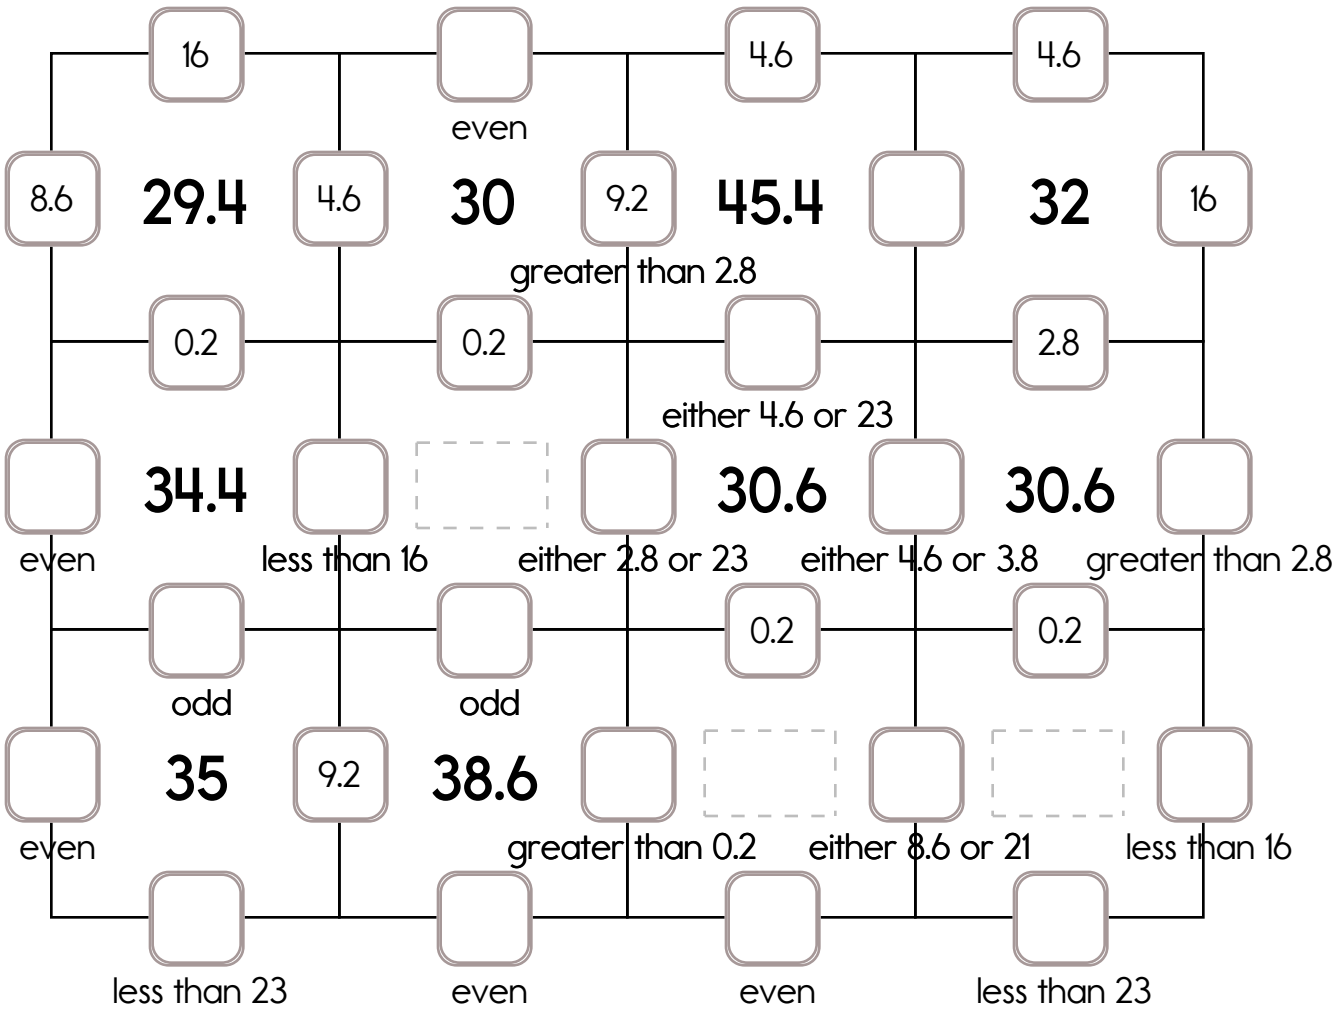 16 4.6 4.6
even
8.6 29.4 4.6 30 9.2 45.4 32 16
greater than 2.8
0.2 0.2 2.8
either 4.6 or 23
34.4 30.6 30.6
even less than 16 either 2.8 or 23 either 4.6 or 3.8 greater than 2.8
0.2 0.2
odd odd
35 9.2 38.6
even greater than 0.2 either 8.6 or 21 less than 16
less than 23 even even less than 23